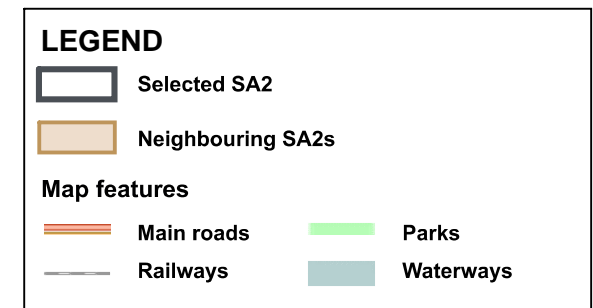 LEGEND
Selected SA2
Neighbouring SA2s
Map features
Main roads
Parks
Railways
Waterways